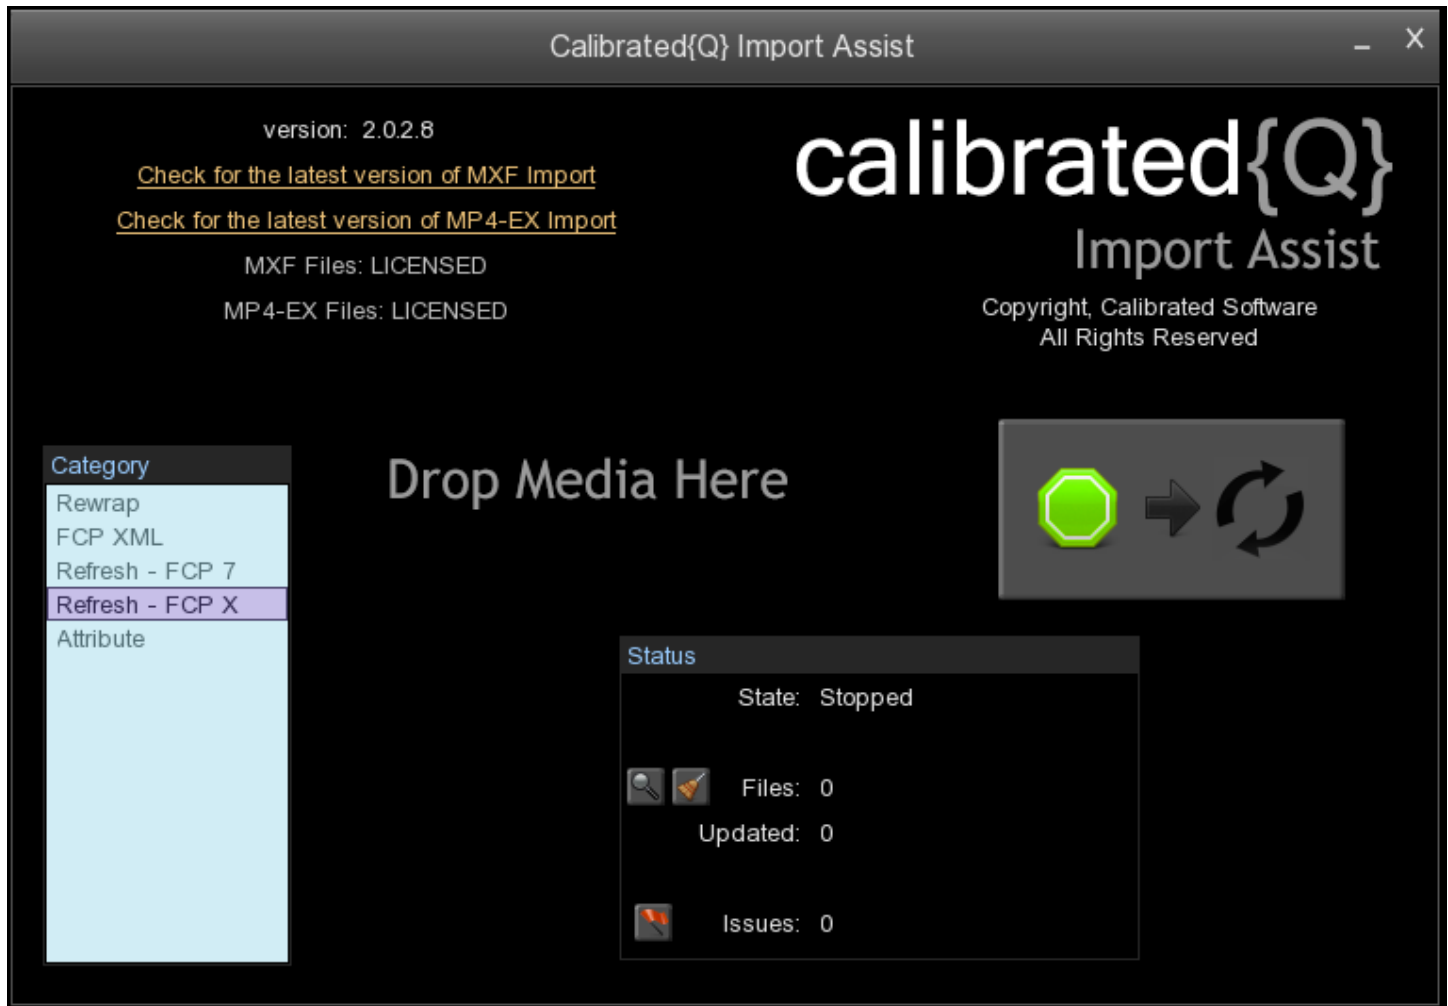 Calibrated{Q} Import Assist
_ X
version: 2.0.2.8
Check for the latest version of MXF Import
Check for the latest version of MP4-EX Import
MXF Files: LICENSED
MP4-EX Files: LICENSED
calibrated{Q}
Import Assist
Copyright, Calibrated Software
All Rights Reserved
Category
Rewrap
FCP XML
Refresh - FCP 7
Refresh - FCP X
Attribute
Drop Media Here
Status
State: Stopped
Files: 0
Updated: 0
Issues: 0